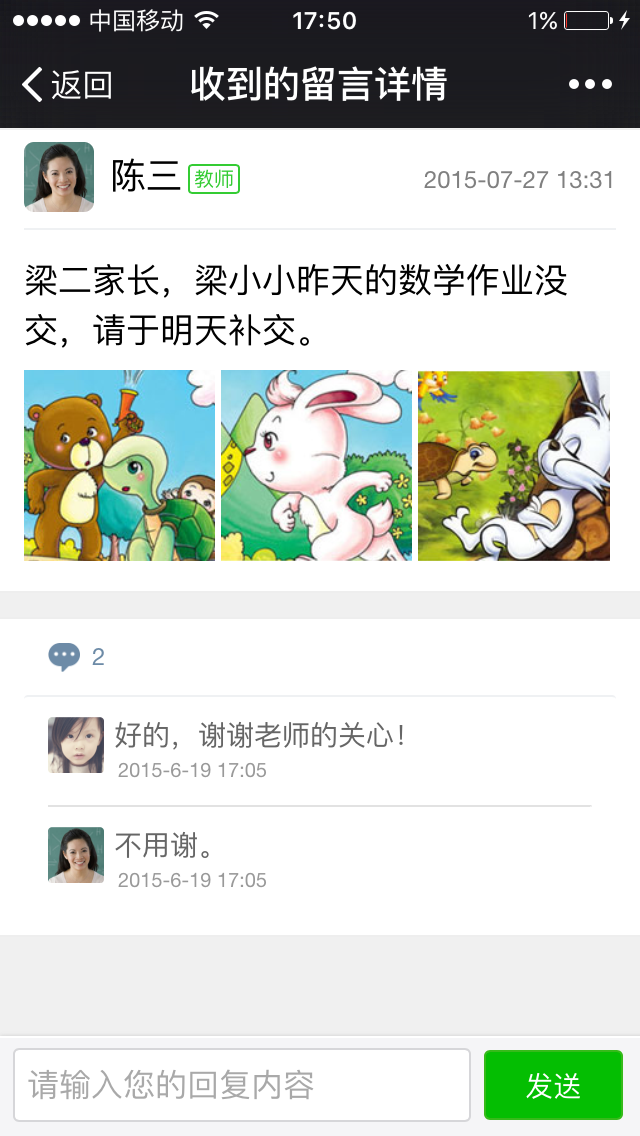 中国移动 17:50 1%
返回 收到的留言详情
陈三 教师 2015-07-27 13:31
梁二家长，梁小小昨天的数学作业没
交，请于明天补交。
2
好的，谢谢老师的关心！
2015-6-19 17:05
不用谢。
2015-6-19 17:05
请输入您的回复内容 发送